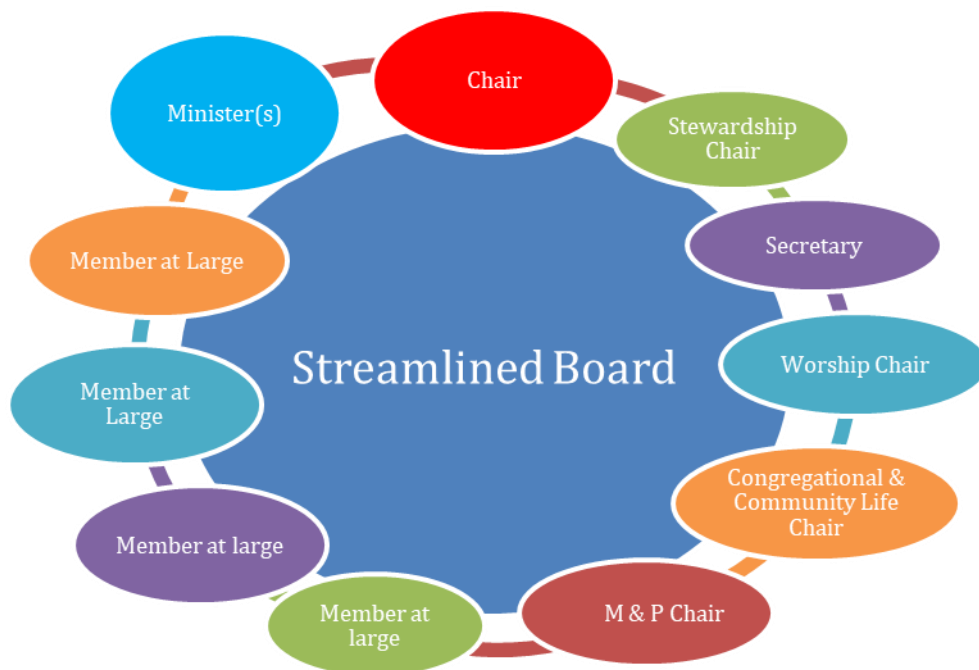 Chair
Stewardship
Chair
Secretary
Worship Chair
Congregational &
Community Life
Chair
M & P Chair
Member at
large
Member at large
Member at
Large
Member at Large
Minister(s)
Streamlined Board